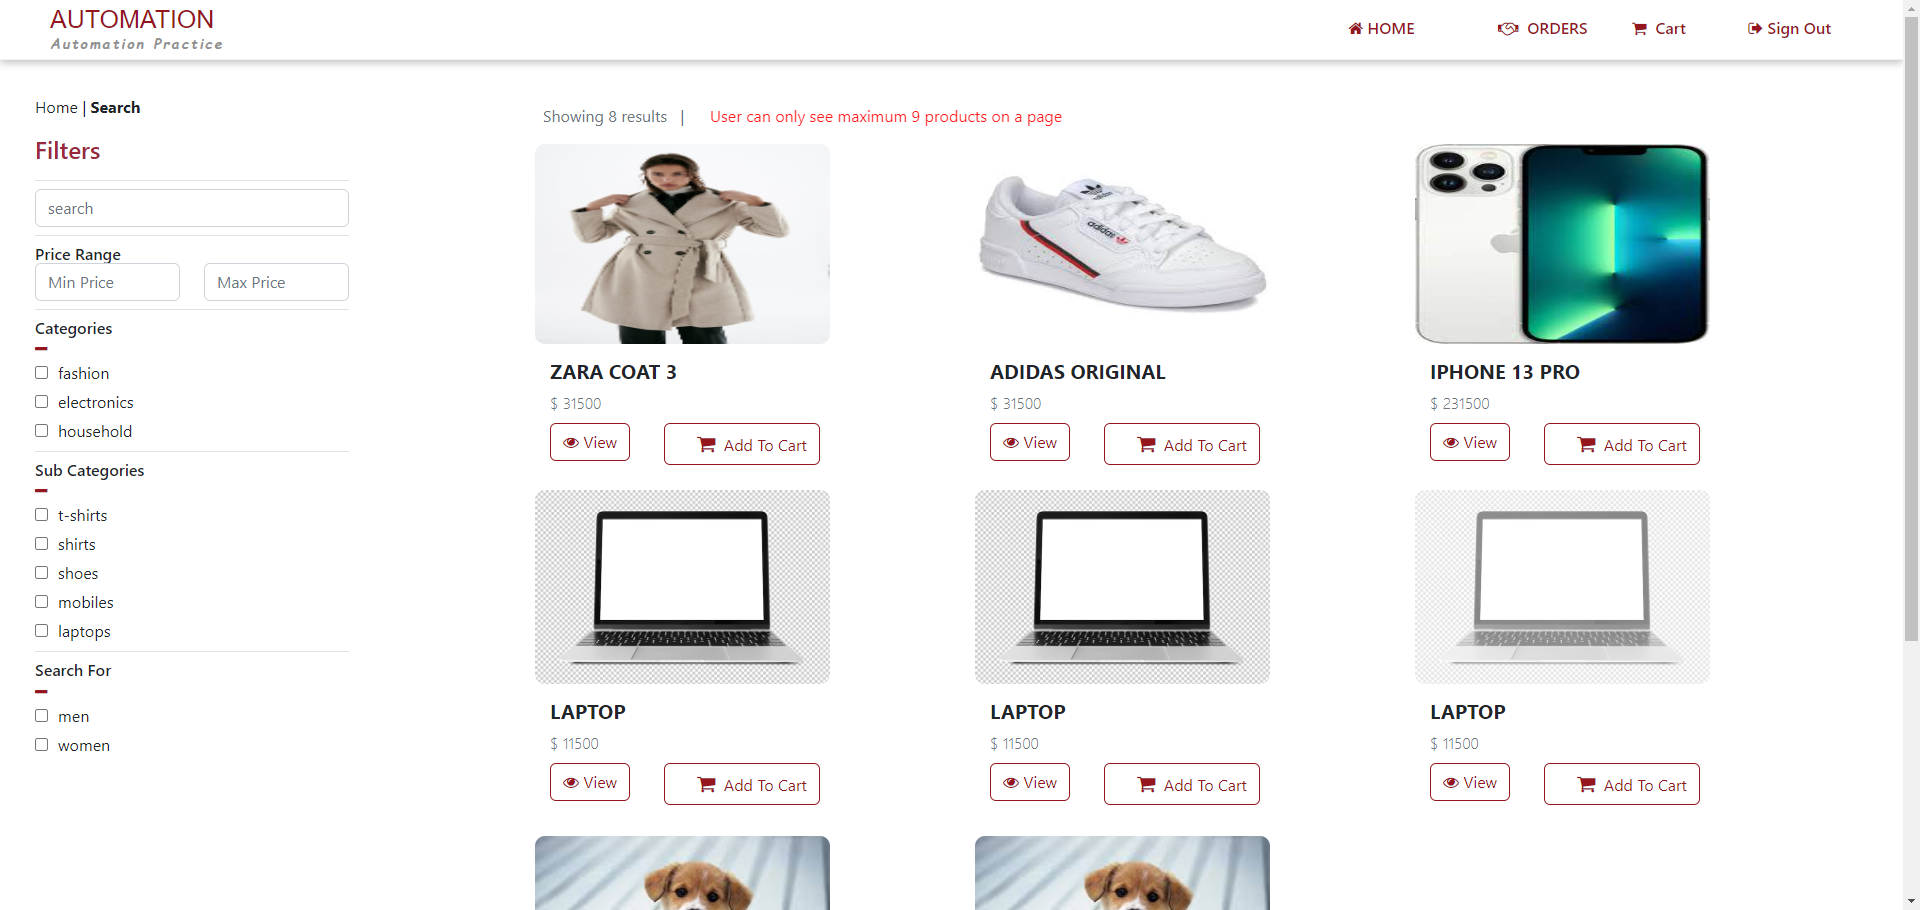 AUTOMATION
Automation Practice
HOME
ORDERS
Cart
Sign Out
Home | Search
Showing 8 results |
User can only see maximum 9 products on a page
Filters
search
Price Range
Min Price
Max Price
Categories
fashion
electronics
household
Sub Categories
t-shirts
shirts
shoes
mobiles
laptops
Search For
men
women
adidas
ZARA COAT 3
$ 31500
View
Add To Cart
ADIDAS ORIGINAL
$ 31500
View
Add To Cart
IPHONE 13 PRO
$ 231500
View
Add To Cart
LAPTOP
$ 11500
View
Add To Cart
LAPTOP
$ 11500
View
Add To Cart
LAPTOP
$ 11500
View
Add To Cart